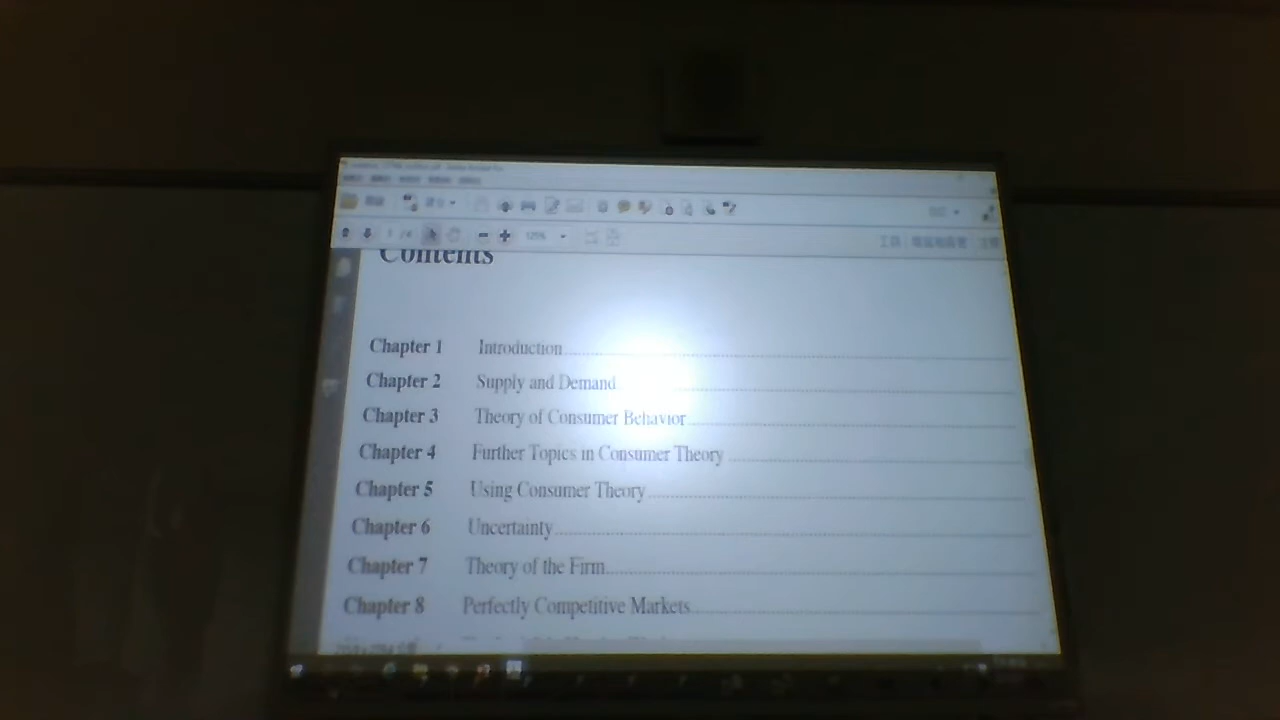 125%
Contents
Chapter 1 Introduction
Chapter 2 Supply and Demand
Chapter 3 Theory of Consumer Behavior
Chapter 4 Further Topics in Consumer Theory
Chapter 5 Using Consumer Theory
Chapter 6 Uncertainty
Chapter 7 Theory of the Firm
Chapter 8 Perfectly Competitive Markets